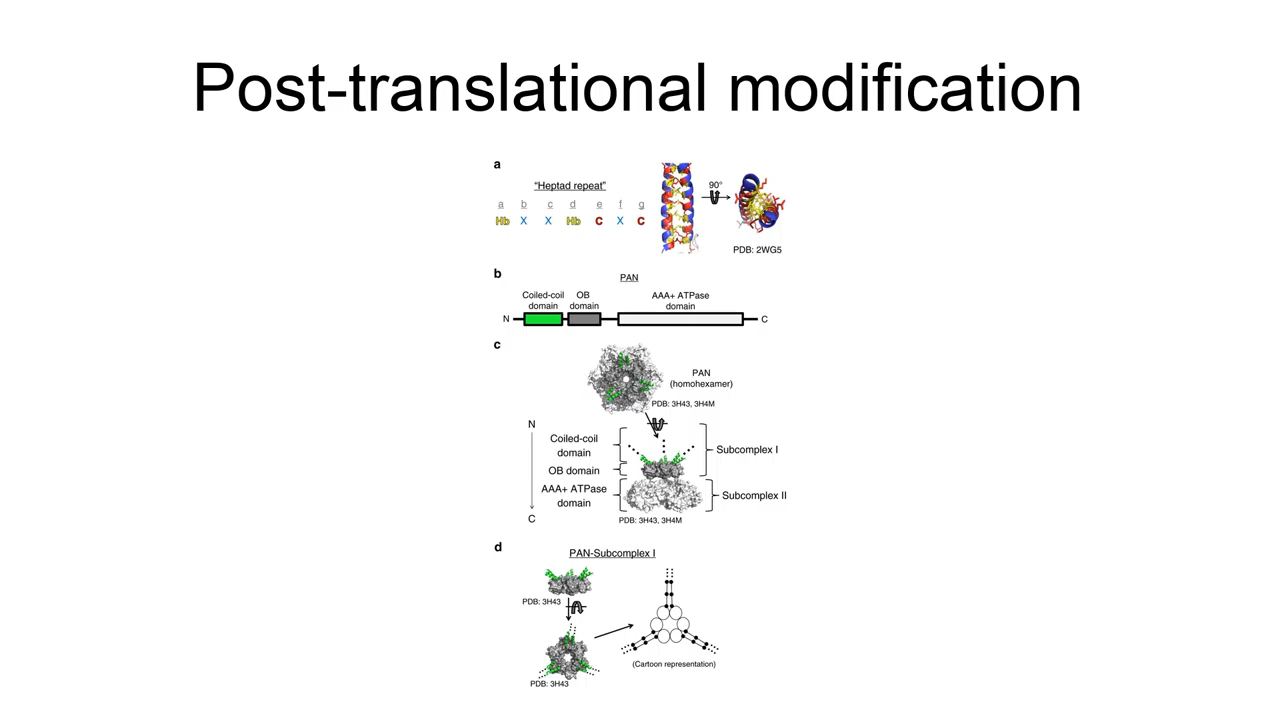 Post-translational modification
a
“Heptad repeat”
a b c d e f g
Hb X X Hb C X C
90°
PDB: 2WG5
b
PAN
Coiled-coil domain
OB domain
AAA+ ATPase domain
N
C
c
PAN
(homohexamer)
PDB: 3H43, 3H4M
N
Coiled-coil
domain
Subcomplex I
OB domain
AAA+ ATPase
domain
Subcomplex II
C
PDB: 3H43, 3H4M
d
PAN-Subcomplex I
PDB: 3H43
(Cartoon representation)
PDB: 3H43